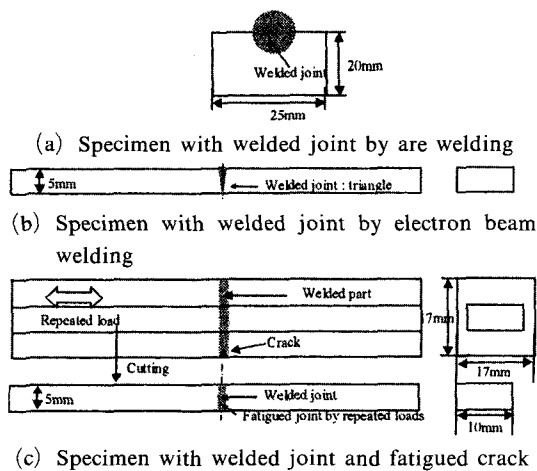 Welded joint
20mm
25mm
(a) Specimen with welded joint by are welding
5mm
Welded joint : triangle
(b) Specimen with welded joint by electron beam
welding
Welded part
Repeated load
7mm
Crack
17mm
Cutting
5mm
Welded joint
Fatigued joint by repeated loads
10mm
(c) Specimen with welded joint and fatigued crack